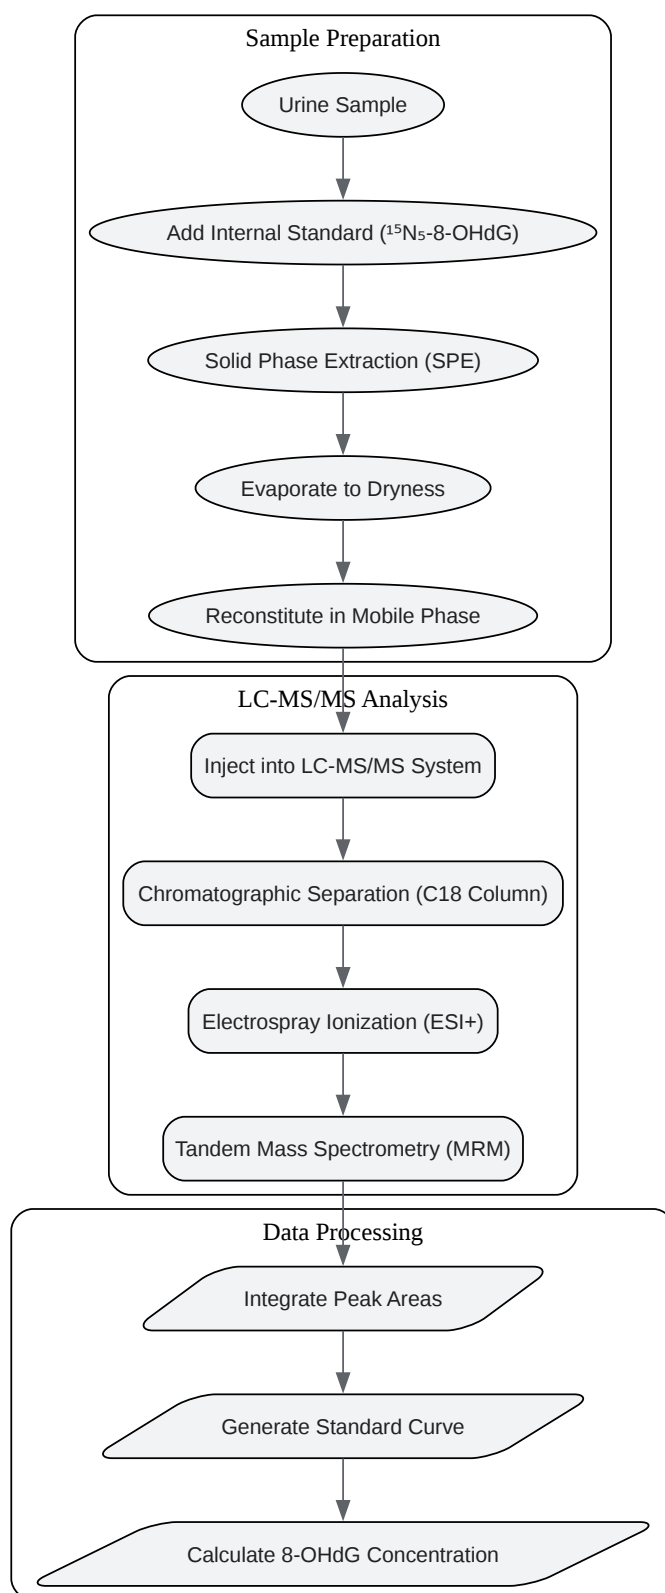 Sample Preparation
Urine Sample
Add Internal Standard (¹⁵N₅-8-OHdG)
Solid Phase Extraction (SPE)
Evaporate to Dryness
Reconstitute in Mobile Phase
LC-MS/MS Analysis
Inject into LC-MS/MS System
Chromatographic Separation (C18 Column)
Electrospray Ionization (ESI+)
Tandem Mass Spectrometry (MRM)
Data Processing
Integrate Peak Areas
Generate Standard Curve
Calculate 8-OHdG Concentration